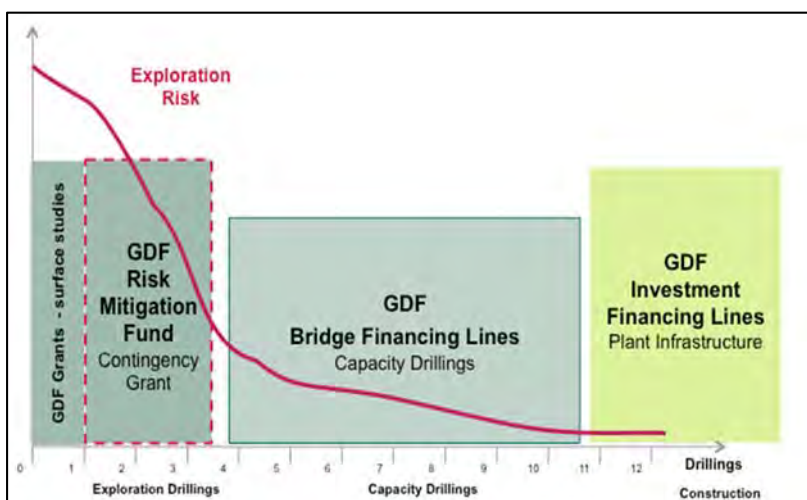 Exploration
Risk
GDF Grants - surface studies
GDF
Risk
Mitigation
Fund
Contingency
Grant
GDF
Bridge Financing Lines
Capacity Drillings
GDF
Investment
Financing Lines
Plant Infrastructure
0 1 2 3 4 5 6 7 8 9 10 11 12 Drillings
Exploration Drillings Capacity Drillings Construction